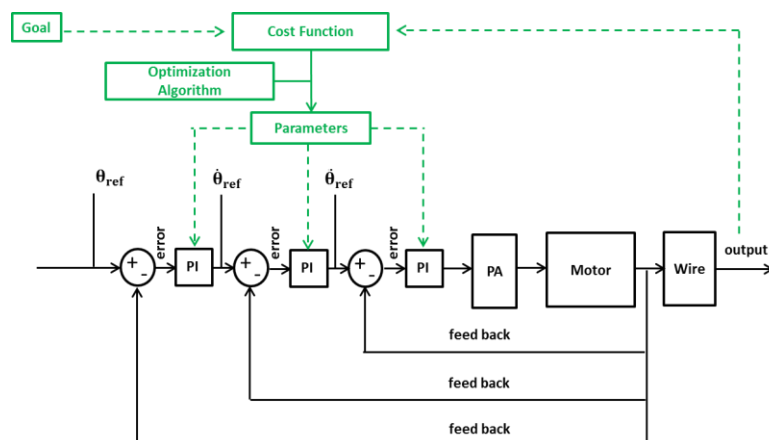 Goal
Cost Function
Optimization
Algorithm
Parameters
θref
θ̇ref
θ̇ref
error
error
error
+
-
+
-
+
-
PI
PI
PI
PA
Motor
Wire
output
feed back
feed back
feed back